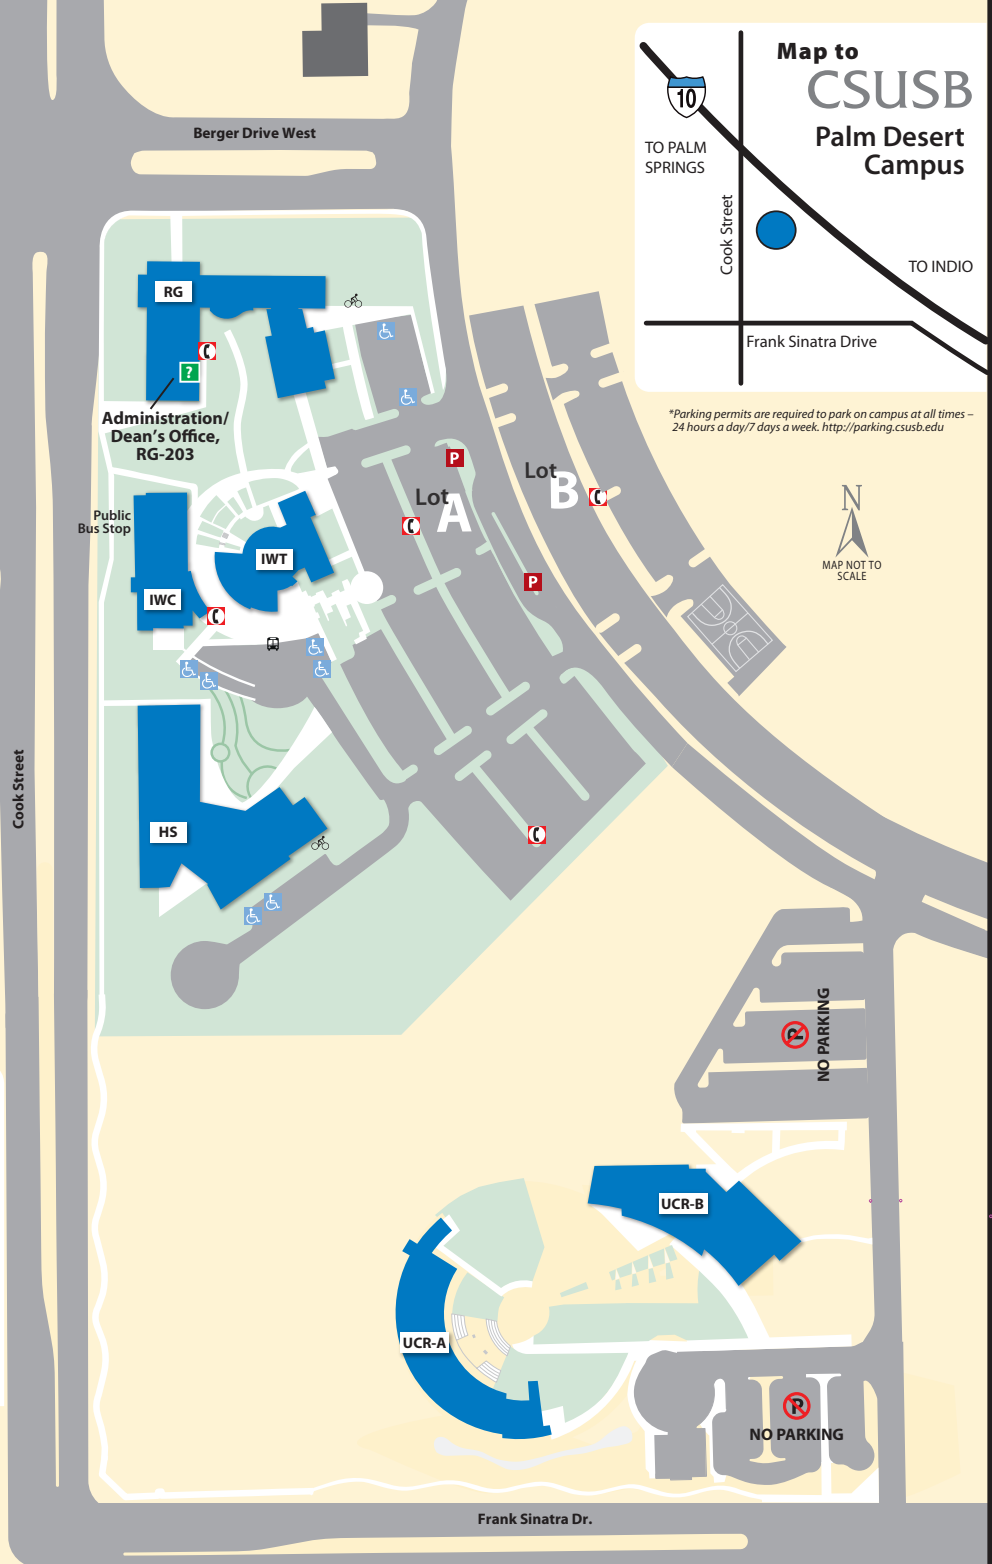 Map to
CSUSB
Palm Desert
Campus
10
TO PALM
SPRINGS
Cook Street
TO INDIO
Frank Sinatra Drive
*Parking permits are required to park on campus at all times –
24 hours a day/7 days a week. http://parking.csusb.edu
Berger Drive West
RG
?
Administration/
Dean's Office,
RG-203
P
Lot A
Lot B
N
MAP NOT TO
SCALE
Public
Bus Stop
IWT
IWC
P
Cook Street
HS
P
NO PARKING
UCR-B
UCR-A
P
NO PARKING
Frank Sinatra Dr.